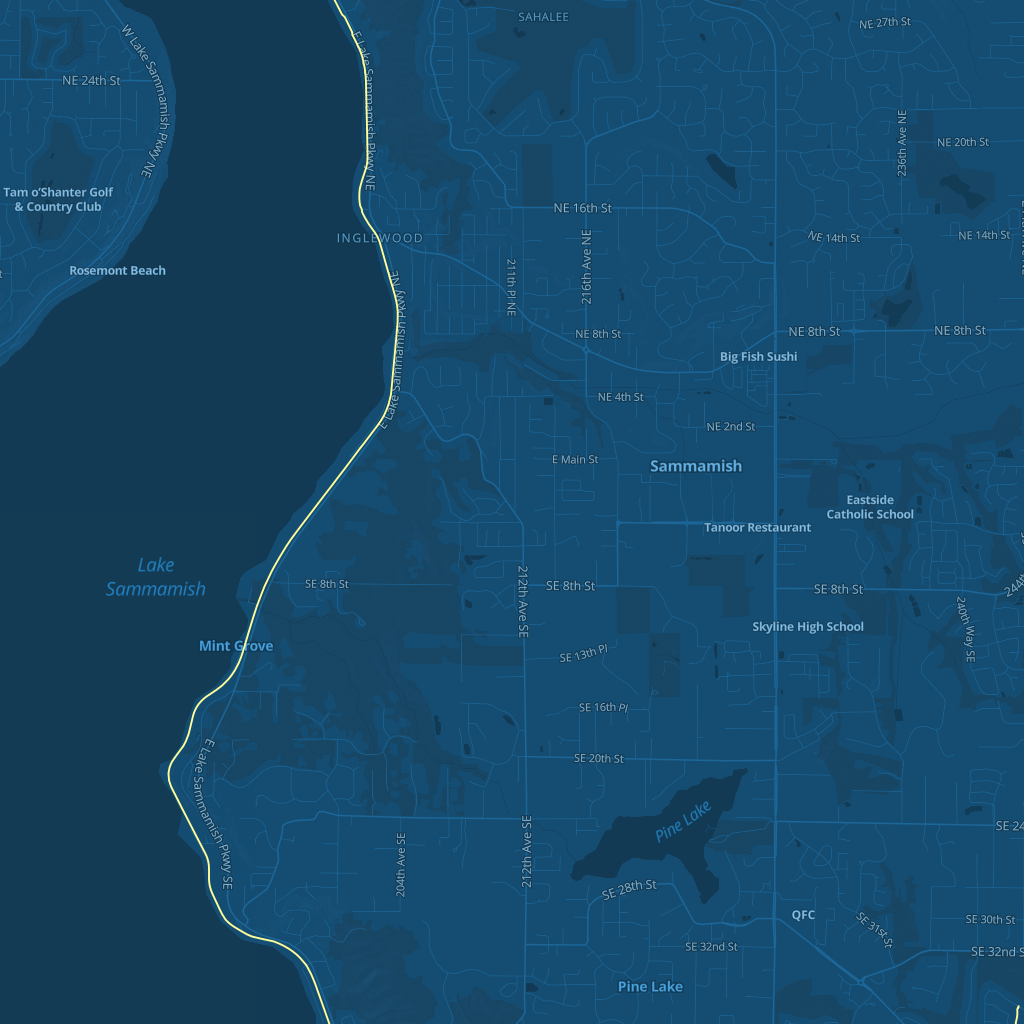 SAHALEE
NE 27th St
W Lake Sammamish Pkwy NE
E Lake Sammamish Pkwy NE
NE 24th St
236th Ave NE
NE 20th St
Tam o'Shanter Golf
& Country Club
NE 16th St
INGLEWOOD
NE 14th St
NE 14th St
216th Ave NE
Rosemont Beach
211th Pl NE
E Lake Sammamish Pkwy NE
NE 8th St
NE 8th St
NE 8th St
Big Fish Sushi
NE 4th St
NE 2nd St
E Main St
Sammamish
Eastside
Catholic School
Tanoor Restaurant
Lake
Sammamish
SE 8th St
212th Ave SE
SE 8th St
SE 8th St
244th
240th Way SE
Skyline High School
Mint Grove
SE 13th Pl
SE 16th Pl
E Lake Sammamish Pkwy SE
SE 20th St
Pine Lake
SE 24
204th Ave SE
212th Ave SE
SE 28th St
QFC
SE 31st St
SE 30th St
SE 32nd St
SE 32nd S
Pine Lake